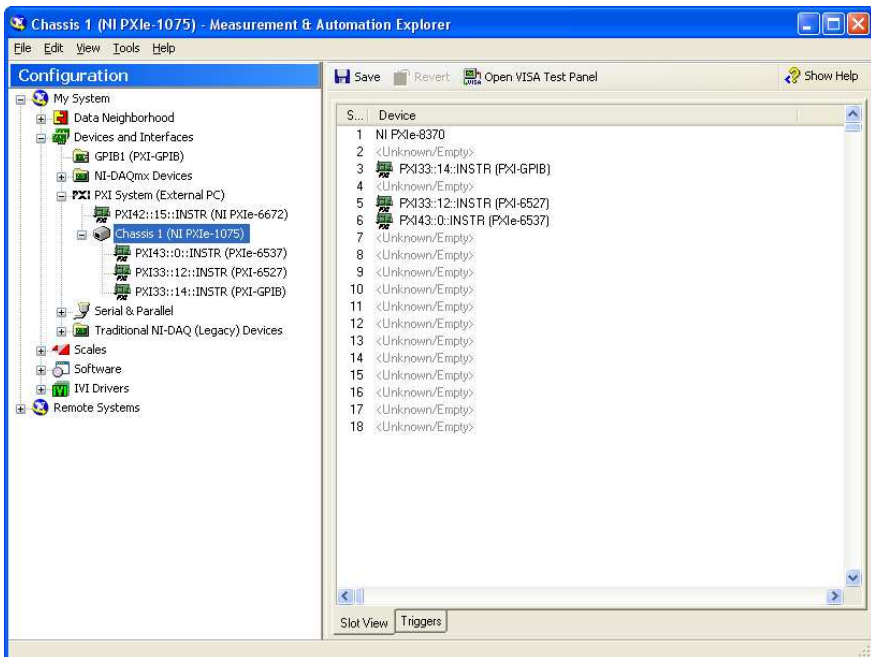 Chassis 1 (NI PXIe-1075) - Measurement & Automation Explorer
File Edit View Tools Help
Configuration
Save Revert Open VISA Test Panel Show Help
My System
Data Neighborhood
Devices and Interfaces
GPIB1 (PXI-GPIB)
NI-DAQmx Devices
PXI PXI System (External PC)
PXI42::15::INSTR (NI PXIe-6672)
Chassis 1 (NI PXIe-1075)
PXI43::0::INSTR (PXIe-6537)
PXI33::12::INSTR (PXI-6527)
PXI33::14::INSTR (PXI-GPIB)
Serial & Parallel
Traditional NI-DAQ (Legacy) Devices
Scales
Software
IVI Drivers
Remote Systems
S... Device
1 NI PXIe-8370
2 <Unknown/Empty>
3 PXI33::14::INSTR (PXI-GPIB)
4 <Unknown/Empty>
5 PXI33::12::INSTR (PXI-6527)
6 PXI43::0::INSTR (PXIe-6537)
7 <Unknown/Empty>
8 <Unknown/Empty>
9 <Unknown/Empty>
10 <Unknown/Empty>
11 <Unknown/Empty>
12 <Unknown/Empty>
13 <Unknown/Empty>
14 <Unknown/Empty>
15 <Unknown/Empty>
16 <Unknown/Empty>
17 <Unknown/Empty>
18 <Unknown/Empty>
Slot View Triggers